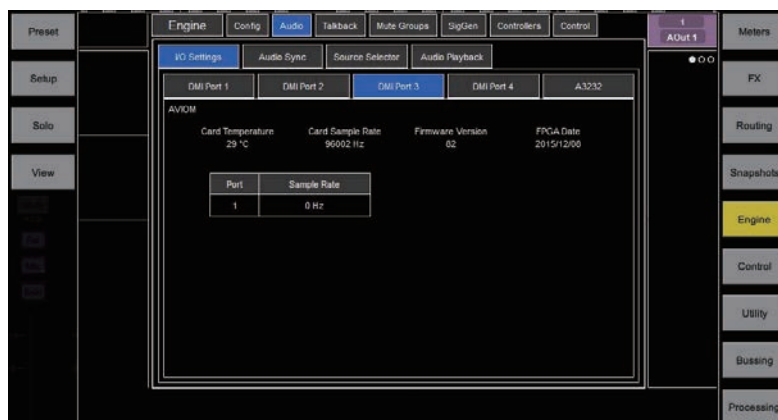 Preset
Setup
Solo
View
Engine Config Audio Talkback Mute Groups SigGen Controllers Control
I/O Settings Audio Sync Source Selector Audio Playback
DMI Port 1 DMI Port 2 DMI Port 3 DMI Port 4 A3232
AVIOM
Card Temperature Card Sample Rate Firmware Version FPGA Date
29 °C 96002 Hz 82 2015/12/08
Port Sample Rate
1 0 Hz
1
AOut 1
Meters
FX
Routing
Snapshots
Engine
Control
Utility
Bussing
Processing